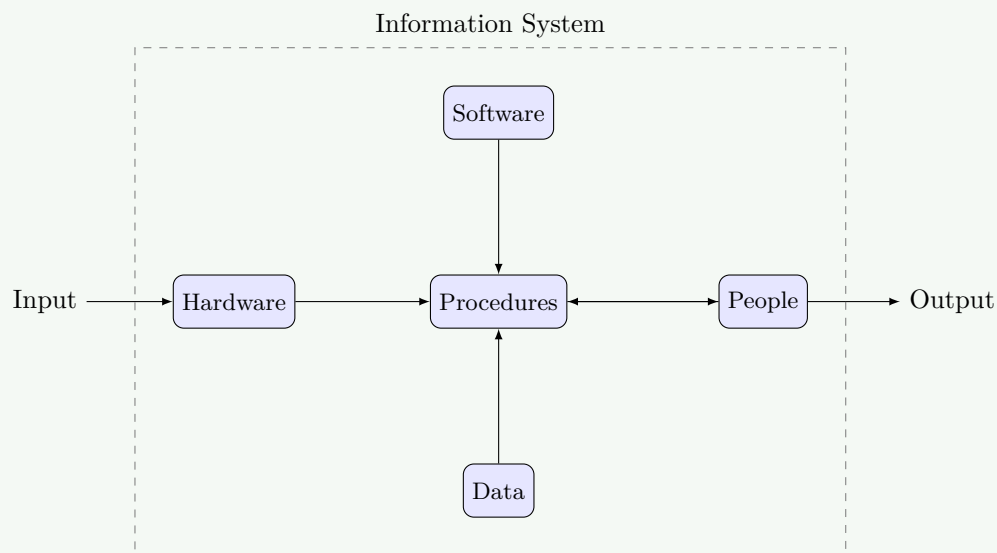 Information System
Software
Input
Hardware
Procedures
People
Output
Data